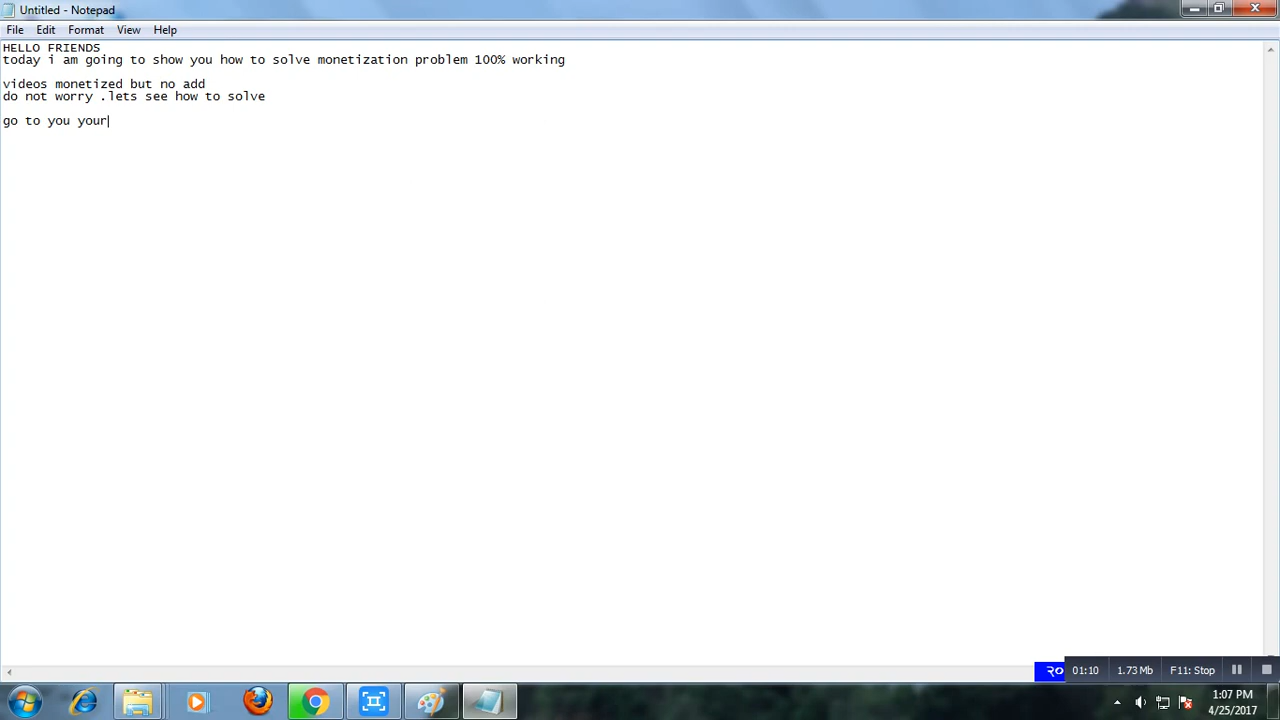 Untitled - Notepad
File Edit Format View Help
HELLO FRIENDS
today i am going to show you how to solve monetization problem 100% working
videos monetized but no add
do not worry .lets see how to solve
go to you your
01:10 1.73 Mb F11: Stop
1:07 PM
4/25/2017